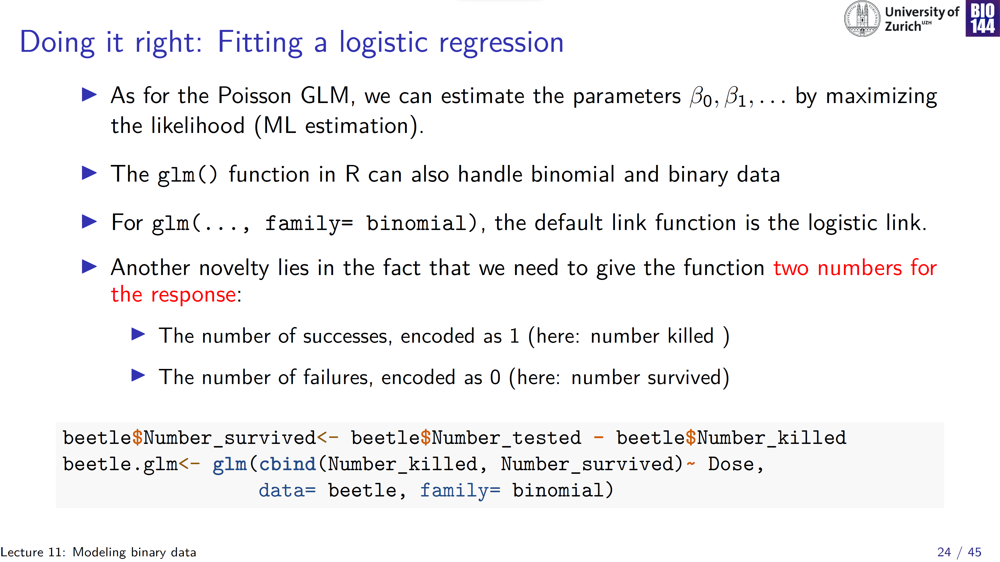 University of
Zurich UZH
BIO
144
Doing it right: Fitting a logistic regression
▶ As for the Poisson GLM, we can estimate the parameters β₀, β₁, . . . by maximizing
the likelihood (ML estimation).
▶ The glm() function in R can also handle binomial and binary data
▶ For glm(..., family= binomial), the default link function is the logistic link.
▶ Another novelty lies in the fact that we need to give the function two numbers for
the response:
▶ The number of successes, encoded as 1 (here: number killed )
▶ The number of failures, encoded as 0 (here: number survived)
beetle$Number_survived<- beetle$Number_tested - beetle$Number_killed
beetle.glm<- glm(cbind(Number_killed, Number_survived)~ Dose,
data= beetle, family= binomial)
Lecture 11: Modeling binary data
24 / 45